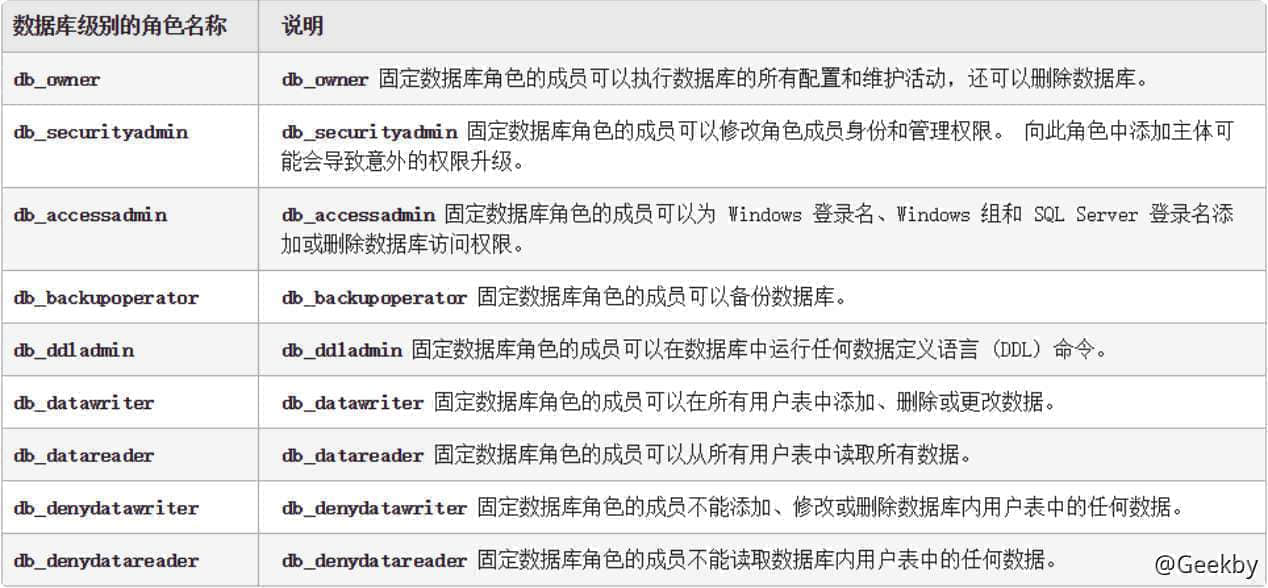 数据库级别的角色名称 说明
db_owner db_owner 固定数据库角色的成员可以执行数据库的所有配置和维护活动，还可以删除数据库。
db_securityadmin db_securityadmin 固定数据库角色的成员可以修改角色成员身份和管理权限。 向此角色中添加主体可
能会导致意外的权限升级。
db_accessadmin db_accessadmin 固定数据库角色的成员可以为 Windows 登录名、Windows 组和 SQL Server 登录名添
加或删除数据库访问权限。
db_backupoperator db_backupoperator 固定数据库角色的成员可以备份数据库。
db_ddladmin db_ddladmin 固定数据库角色的成员可以在数据库中运行任何数据定义语言 (DDL) 命令。
db_datawriter db_datawriter 固定数据库角色的成员可以在所有用户表中添加、删除或更改数据。
db_datareader db_datareader 固定数据库角色的成员可以从所有用户表中读取所有数据。
db_denydatawriter db_denydatawriter 固定数据库角色的成员不能添加、修改或删除数据库内用户表中的任何数据。
db_denydatareader db_denydatareader 固定数据库角色的成员不能读取数据库内用户表中的任何数据。
@Geekby